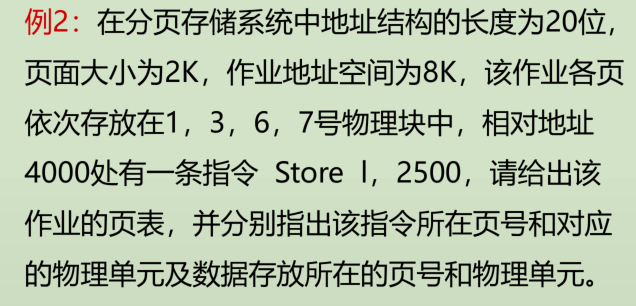 例2：在分页存储系统中地址结构的长度为20位，
页面大小为2K，作业地址空间为8K，该作业各页
依次存放在1，3，6，7号物理块中，相对地址
4000处有一条指令 Store l，2500，请给出该
作业的页表，并分别指出该指令所在页号和对应
的物理单元及数据存放所在的页号和物理单元。